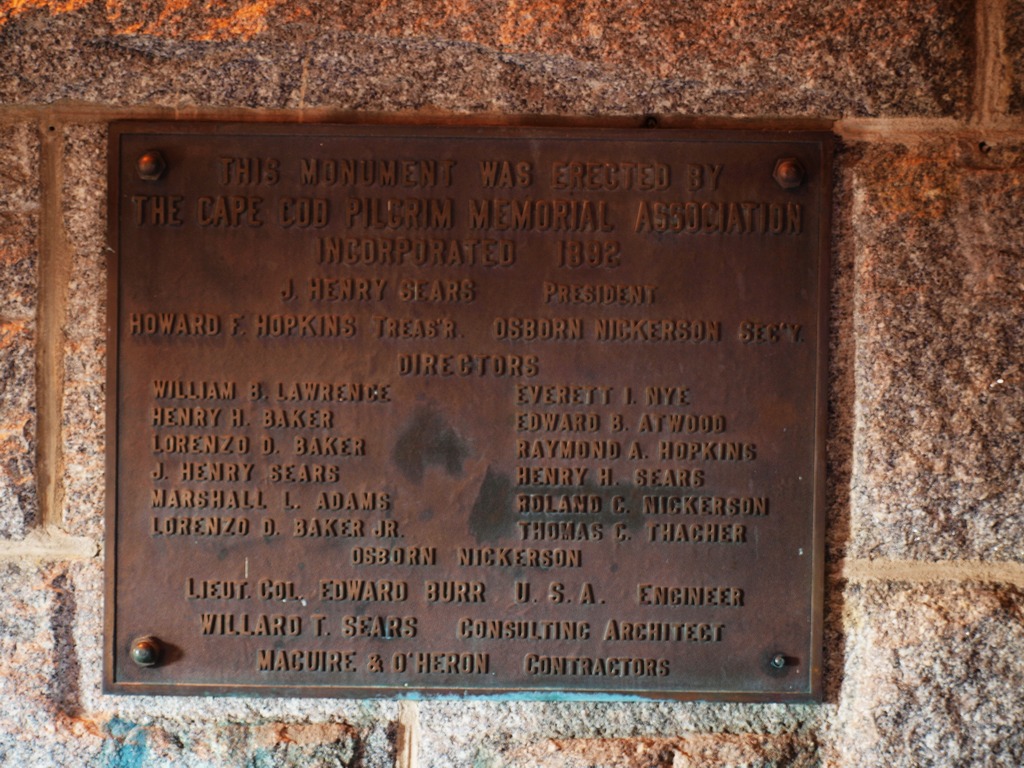 THIS MONUMENT WAS ERECTED BY
THE CAPE COD PILGRIM MEMORIAL ASSOCIATION
INCORPORATED 1892
J. HENRY SEARS PRESIDENT
HOWARD F. HOPKINS TREAS'R. OSBORN NICKERSON SEC'Y.
DIRECTORS
WILLIAM B. LAWRENCE EVERETT I. NYE
HENRY H. BAKER EDWARD B. ATWOOD
LORENZO D. BAKER RAYMOND A. HOPKINS
J. HENRY SEARS HENRY H. SEARS
MARSHALL L. ADAMS ROLAND C. NICKERSON
LORENZO D. BAKER JR. THOMAS C. THACHER
OSBORN NICKERSON
LIEUT. COL. EDWARD BURR U. S. A. ENGINEER
WILLARD T. SEARS CONSULTING ARCHITECT
MAGUIRE & O'HERON. CONTRACTORS